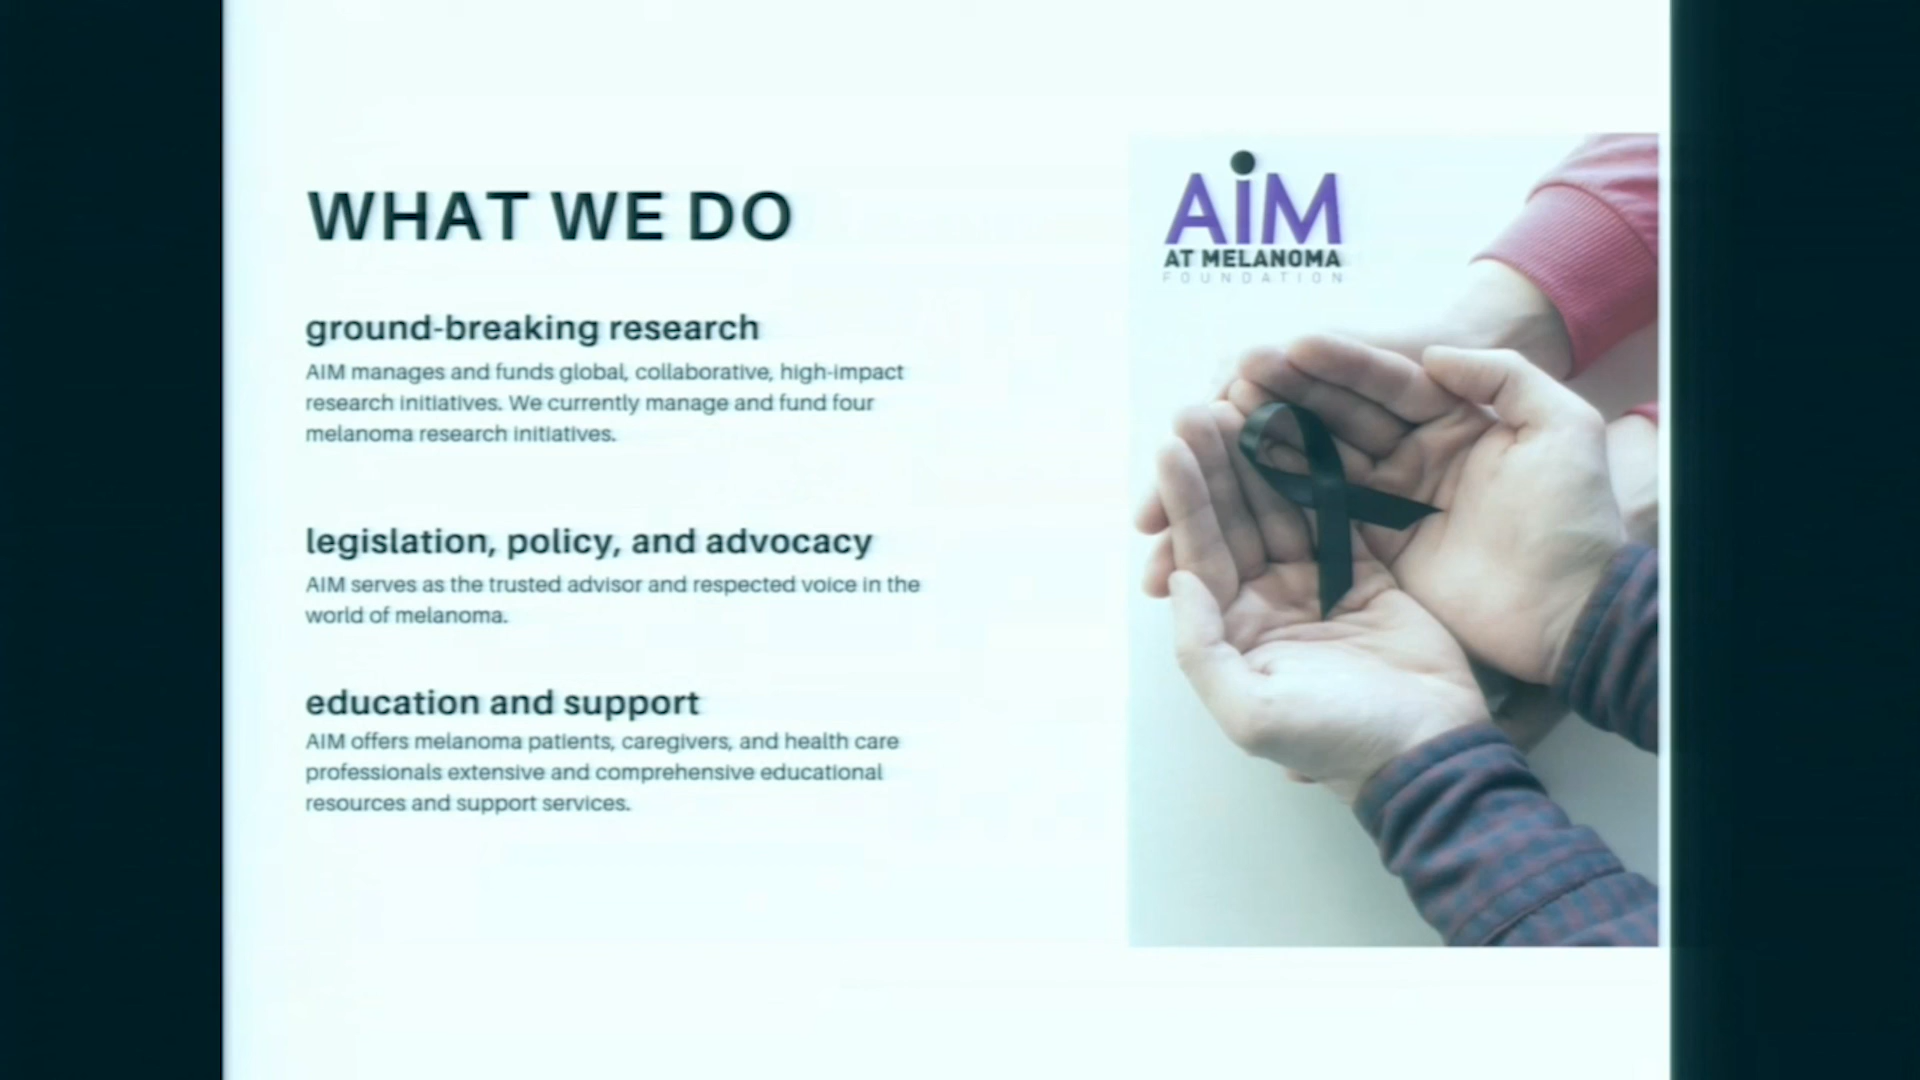 WHAT WE DO
ground-breaking research
AIM manages and funds global, collaborative, high-impact
research initiatives. We currently manage and fund four
melanoma research initiatives.
legislation, policy, and advocacy
AIM serves as the trusted advisor and respected voice in the
world of melanoma.
education and support
AIM offers melanoma patients, caregivers, and health care
professionals extensive and comprehensive educational
resources and support services.
AiM
AT MELANOMA
FOUNDATION